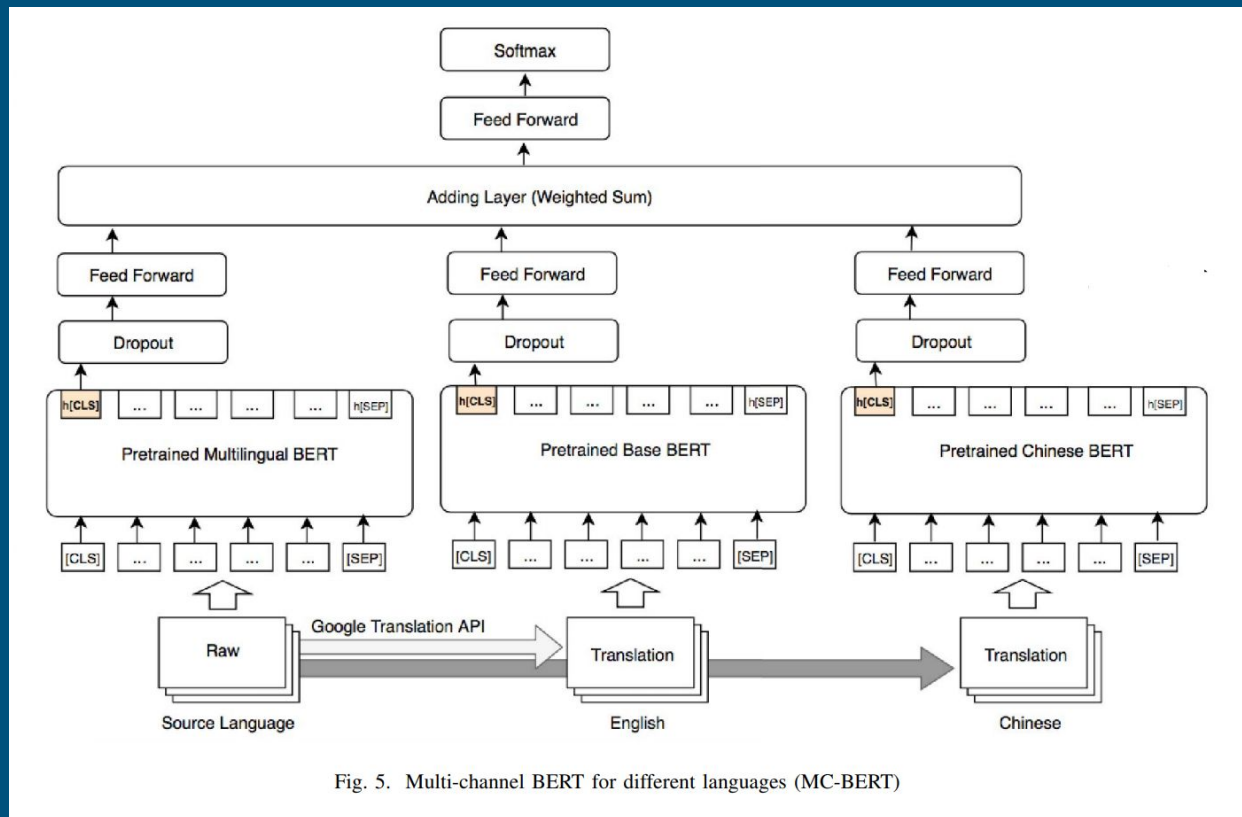 Softmax
Feed Forward
Adding Layer (Weighted Sum)
Feed Forward
Feed Forward
Feed Forward
Dropout
Dropout
Dropout
h[CLS] ... ... ... ... h[SEP]
h[CLS] ... ... ... ... h[SEP]
h[CLS] ... ... ... ... h[SEP]
Pretrained Multilingual BERT
Pretrained Base BERT
Pretrained Chinese BERT
[CLS] ... ... ... ... [SEP]
[CLS] ... ... ... ... [SEP]
[CLS] ... ... ... ... [SEP]
Google Translation API
Raw
Translation
Translation
Source Language
English
Chinese
Fig. 5. Multi-channel BERT for different languages (MC-BERT)